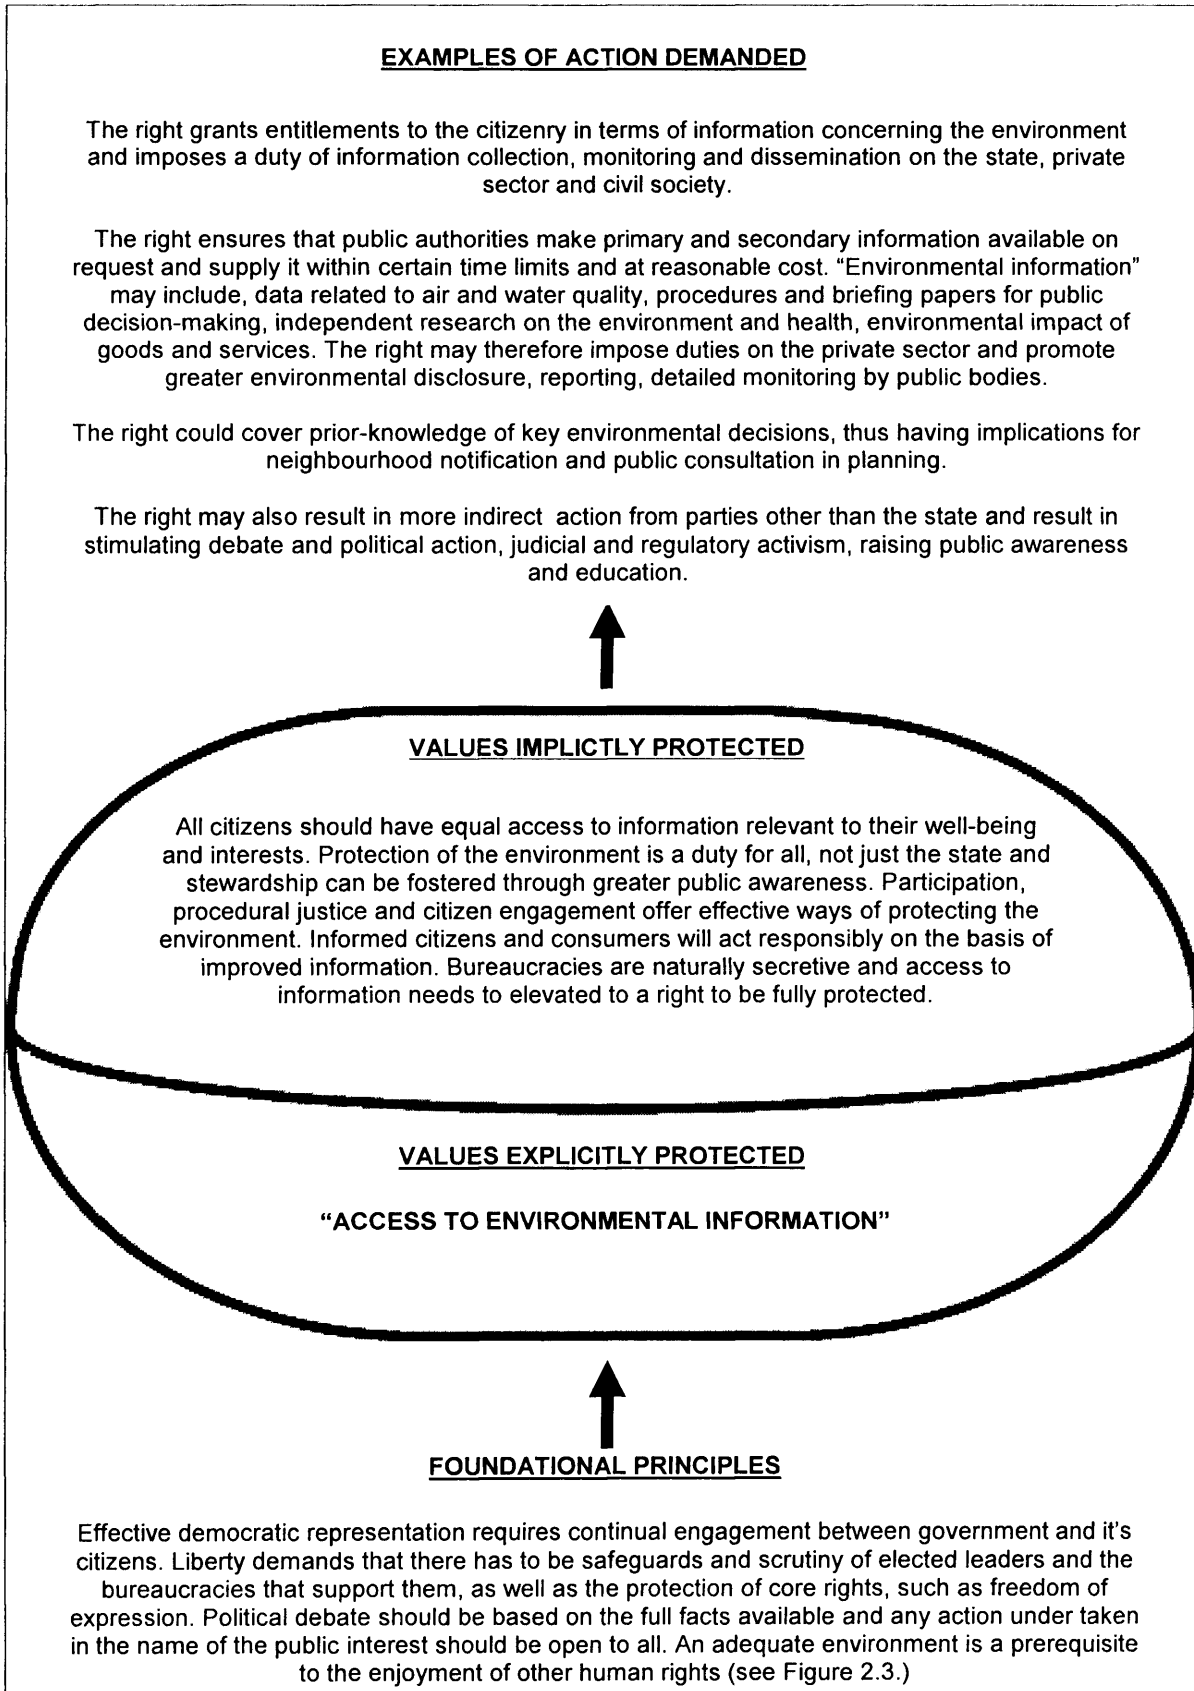 EXAMPLES OF ACTION DEMANDED
The right grants entitlements to the citizenry in terms of information concerning the environment
and imposes a duty of information collection, monitoring and dissemination on the state, private
sector and civil society.
The right ensures that public authorities make primary and secondary information available on
request and supply it within certain time limits and at reasonable cost. “Environmental information”
may include, data related to air and water quality, procedures and briefing papers for public
decision-making, independent research on the environment and health, environmental impact of
goods and services. The right may therefore impose duties on the private sector and promote
greater environmental disclosure, reporting, detailed monitoring by public bodies.
The right could cover prior-knowledge of key environmental decisions, thus having implications for
neighbourhood notification and public consultation in planning.
The right may also result in more indirect action from parties other than the state and result in
stimulating debate and political action, judicial and regulatory activism, raising public awareness
and education.
VALUES IMPLICTLY PROTECTED
All citizens should have equal access to information relevant to their well-being
and interests. Protection of the environment is a duty for all, not just the state and
stewardship can be fostered through greater public awareness. Participation,
procedural justice and citizen engagement offer effective ways of protecting the
environment. Informed citizens and consumers will act responsibly on the basis of
improved information. Bureaucracies are naturally secretive and access to
information needs to elevated to a right to be fully protected.
VALUES EXPLICITLY PROTECTED
“ACCESS TO ENVIRONMENTAL INFORMATION”
FOUNDATIONAL PRINCIPLES
Effective democratic representation requires continual engagement between government and it's
citizens. Liberty demands that there has to be safeguards and scrutiny of elected leaders and the
bureaucracies that support them, as well as the protection of core rights, such as freedom of
expression. Political debate should be based on the full facts available and any action under taken
in the name of the public interest should be open to all. An adequate environment is a prerequisite
to the enjoyment of other human rights (see Figure 2.3.)